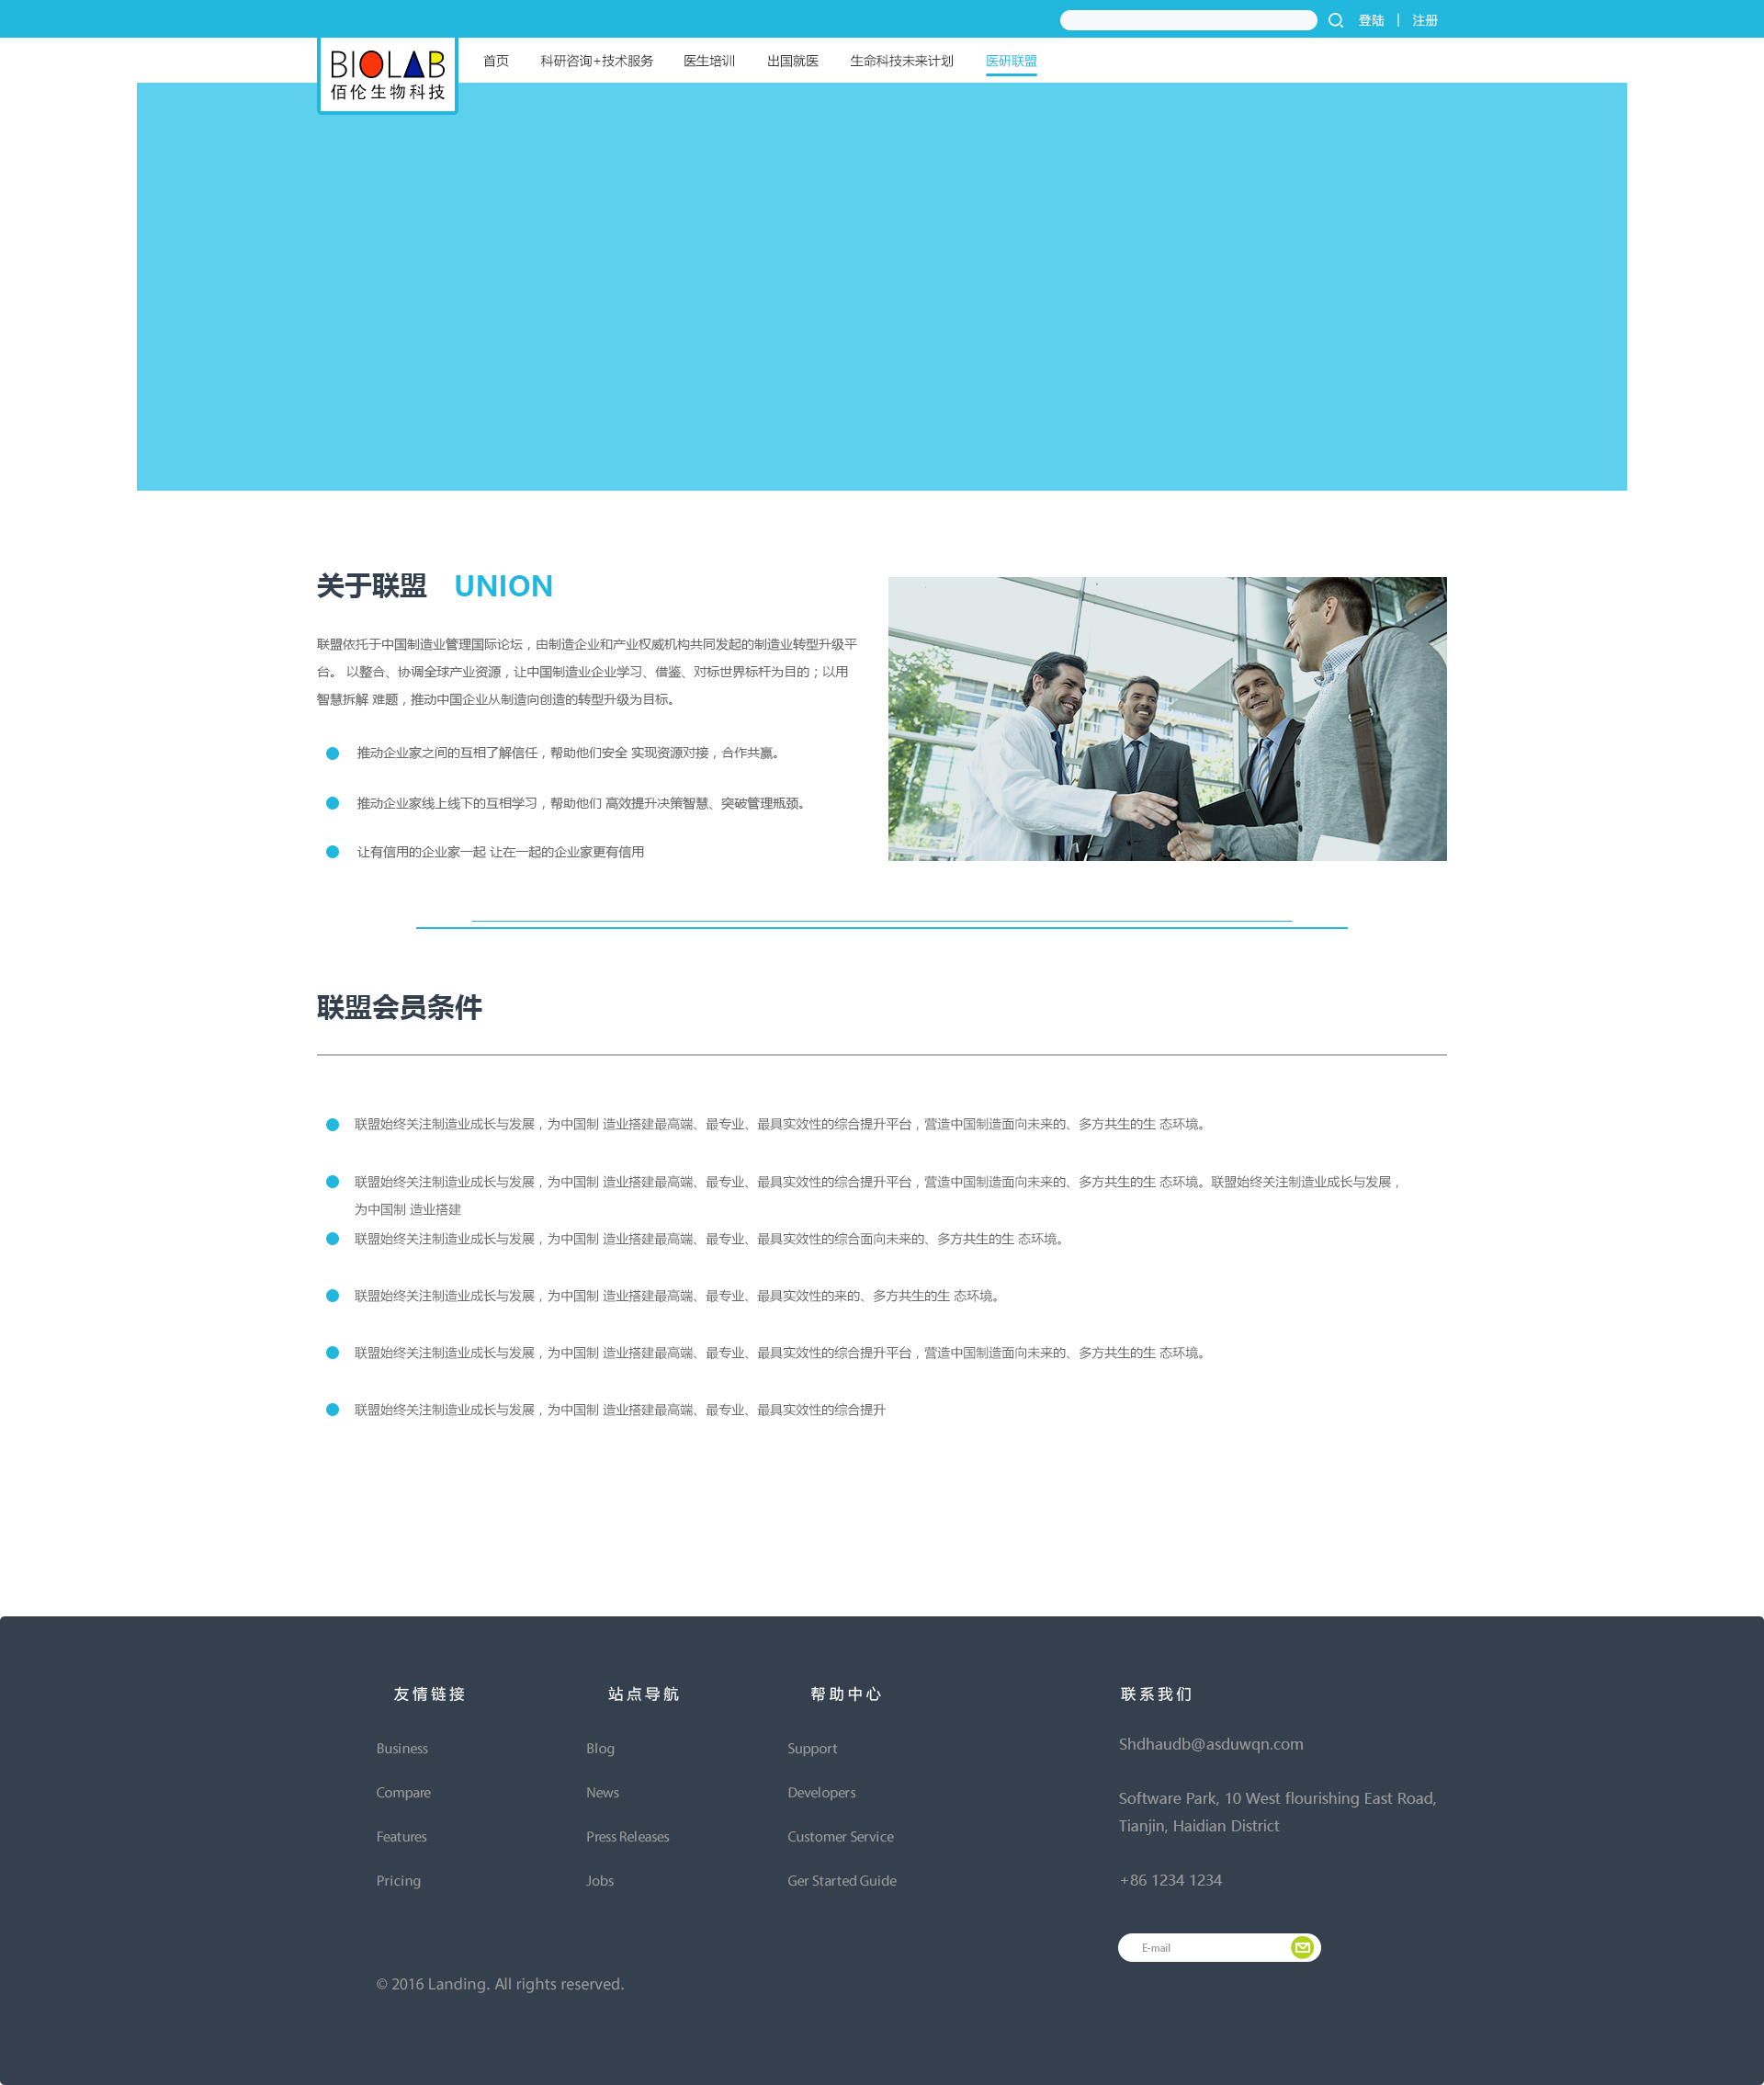 登陆 | 注册
BIOLAB
佰伦生物科技
首页 科研咨询+技术服务 医生培训 出国就医 生命科技未来计划 医研联盟
关于联盟 UNION
联盟依托于中国制造业管理国际论坛，由制造企业和产业权威机构共同发起的制造业转型升级平
台。 以整合、协调全球产业资源，让中国制造业企业学习、借鉴、对标世界标杆为目的；以用
智慧拆解 难题，推动中国企业从制造向创造的转型升级为目标。
推动企业家之间的互相了解信任，帮助他们安全 实现资源对接，合作共赢。
推动企业家线上线下的互相学习，帮助他们 高效提升决策智慧、突破管理瓶颈。
让有信用的企业家一起 让在一起的企业家更有信用
联盟会员条件
联盟始终关注制造业成长与发展，为中国制 造业搭建最高端、最专业、最具实效性的综合提升平台，营造中国制造面向未来的、多方共生的生 态环境。
联盟始终关注制造业成长与发展，为中国制 造业搭建最高端、最专业、最具实效性的综合提升平台，营造中国制造面向未来的、多方共生的生 态环境。联盟始终关注制造业成长与发展，
为中国制 造业搭建
联盟始终关注制造业成长与发展，为中国制 造业搭建最高端、最专业、最具实效性的综合面向未来的、多方共生的生 态环境。
联盟始终关注制造业成长与发展，为中国制 造业搭建最高端、最专业、最具实效性的来的、多方共生的生 态环境。
联盟始终关注制造业成长与发展，为中国制 造业搭建最高端、最专业、最具实效性的综合提升平台，营造中国制造面向未来的、多方共生的生 态环境。
联盟始终关注制造业成长与发展，为中国制 造业搭建最高端、最专业、最具实效性的综合提升
友情链接
Business
Compare
Features
Pricing
站点导航
Blog
News
Press Releases
Jobs
帮助中心
Support
Developers
Customer Service
Ger Started Guide
联系我们
Shdhaudb@asduwqn.com
Software Park, 10 West flourishing East Road,
Tianjin, Haidian District
+86 1234 1234
E-mail
© 2016 Landing. All rights reserved.